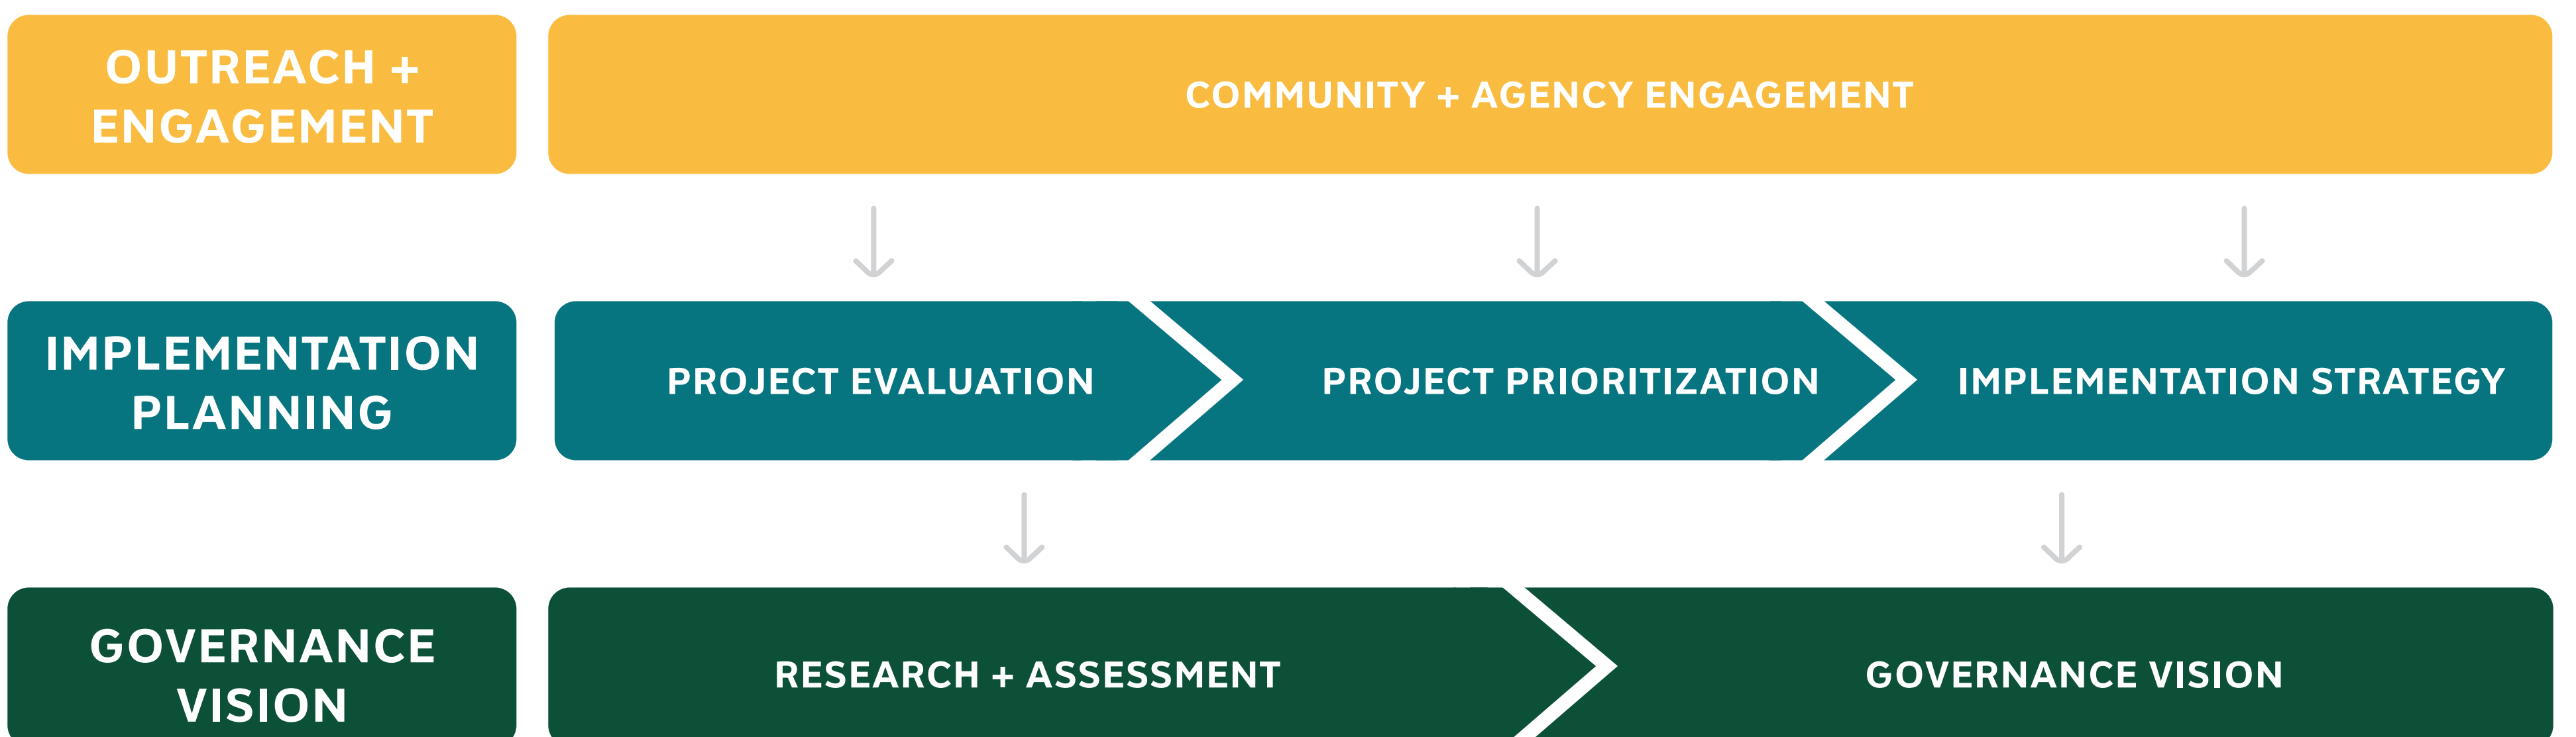 OUTREACH +
ENGAGEMENT
COMMUNITY + AGENCY ENGAGEMENT
IMPLEMENTATION
PLANNING
PROJECT EVALUATION
PROJECT PRIORITIZATION
IMPLEMENTATION STRATEGY
GOVERNANCE
VISION
RESEARCH + ASSESSMENT
GOVERNANCE VISION